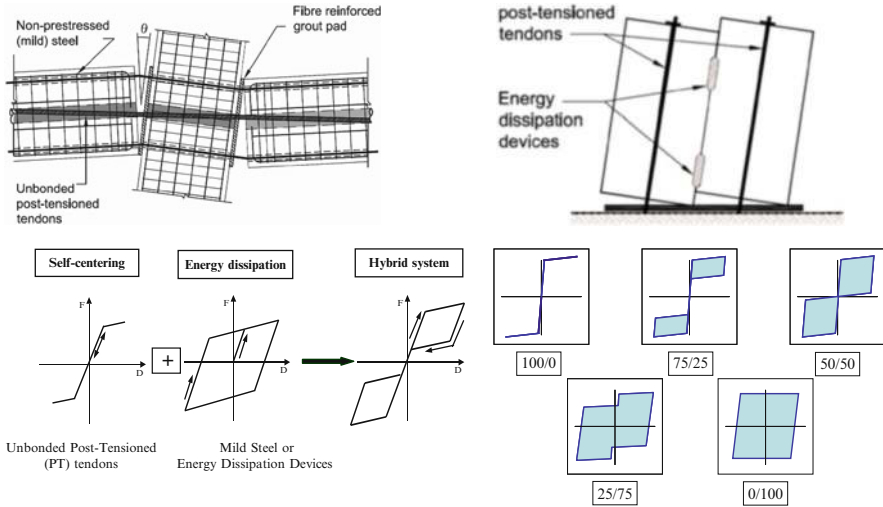 Non-prestressed
(mild) steel
θ
Fibre reinforced
grout pad
Unbonded
post-tensioned
tendons
post-tensioned
tendons
Energy
dissipation
devices
Self-centering
Energy dissipation
Hybrid system
F
D
+
F
D
F
D
Unbonded Post-Tensioned
(PT) tendons
Mild Steel or
Energy Dissipation Devices
100/0
75/25
50/50
25/75
0/100